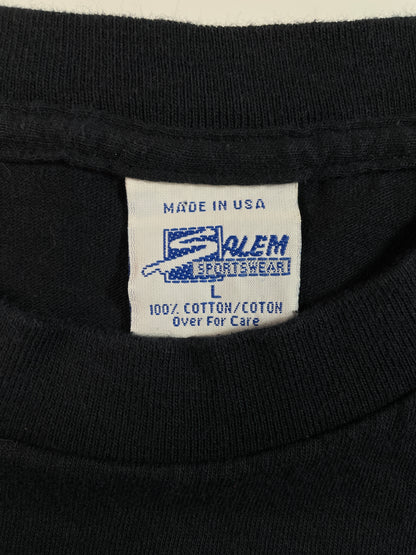 MADE IN USA
SALEM
SPORTSWEAR
L
100% COTTON/COTON
Over For Care